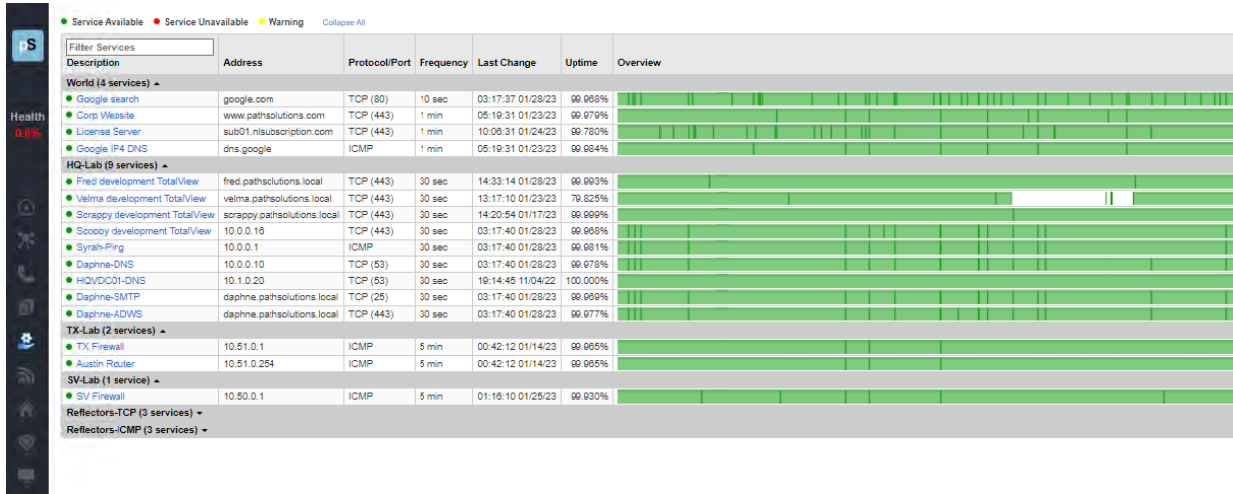 Service Available Service Unavailable Warning Collapse All
pS
Filter Services
Description Address Protocol/Port Frequency Last Change Uptime Overview
World (4 services)
Google search google.com TCP (80) 10 sec 03:17:37 01/28/23 99.968%
Corp Website www.pathsolutions.com TCP (443) 1 min 05:19:31 01/23/23 99.979%
Health
License Server sub01.nlsubscription.com TCP (443) 1 min 10:06:31 01/24/23 99.780%
0.6%
Google IP4 DNS dns.google ICMP 1 min 05:19:31 01/23/23 99.984%
HQ-Lab (9 services)
Fred development TotalView fred.pathsolutions.local TCP (443) 30 sec 14:33:14 01/28/23 99.993%
Velma development TotalView velma.pathsolutions.local TCP (443) 30 sec 13:17:10 01/23/23 79.825%
Scrappy development TotalView scrappy.pathsolutions.local TCP (443) 30 sec 14:20:54 01/17/23 99.999%
Scooby development TotalView 10.0.0.16 TCP (443) 30 sec 03:17:40 01/28/23 99.968%
Syrah-Ping 10.0.0.1 ICMP 30 sec 03:17:40 01/28/23 99.981%
Daphne-DNS 10.0.0.10 TCP (53) 30 sec 03:17:40 01/28/23 99.978%
HQVDC01-DNS 10.1.0.20 TCP (53) 30 sec 19:14:45 11/04/22 100.000%
Daphne-SMTP daphne.pathsolutions.local TCP (25) 30 sec 03:17:40 01/28/23 99.969%
Daphne-ADWS daphne.pathsolutions.local TCP (443) 30 sec 03:17:40 01/28/23 99.977%
TX-Lab (2 services)
TX Firewall 10.51.0.1 ICMP 5 min 00:42:12 01/14/23 99.965%
Austin Router 10.51.0.254 ICMP 5 min 00:42:12 01/14/23 99.965%
SV-Lab (1 service)
SV Firewall 10.50.0.1 ICMP 5 min 01:16:10 01/25/23 99.930%
Reflectors-TCP (3 services)
Reflectors-ICMP (3 services)